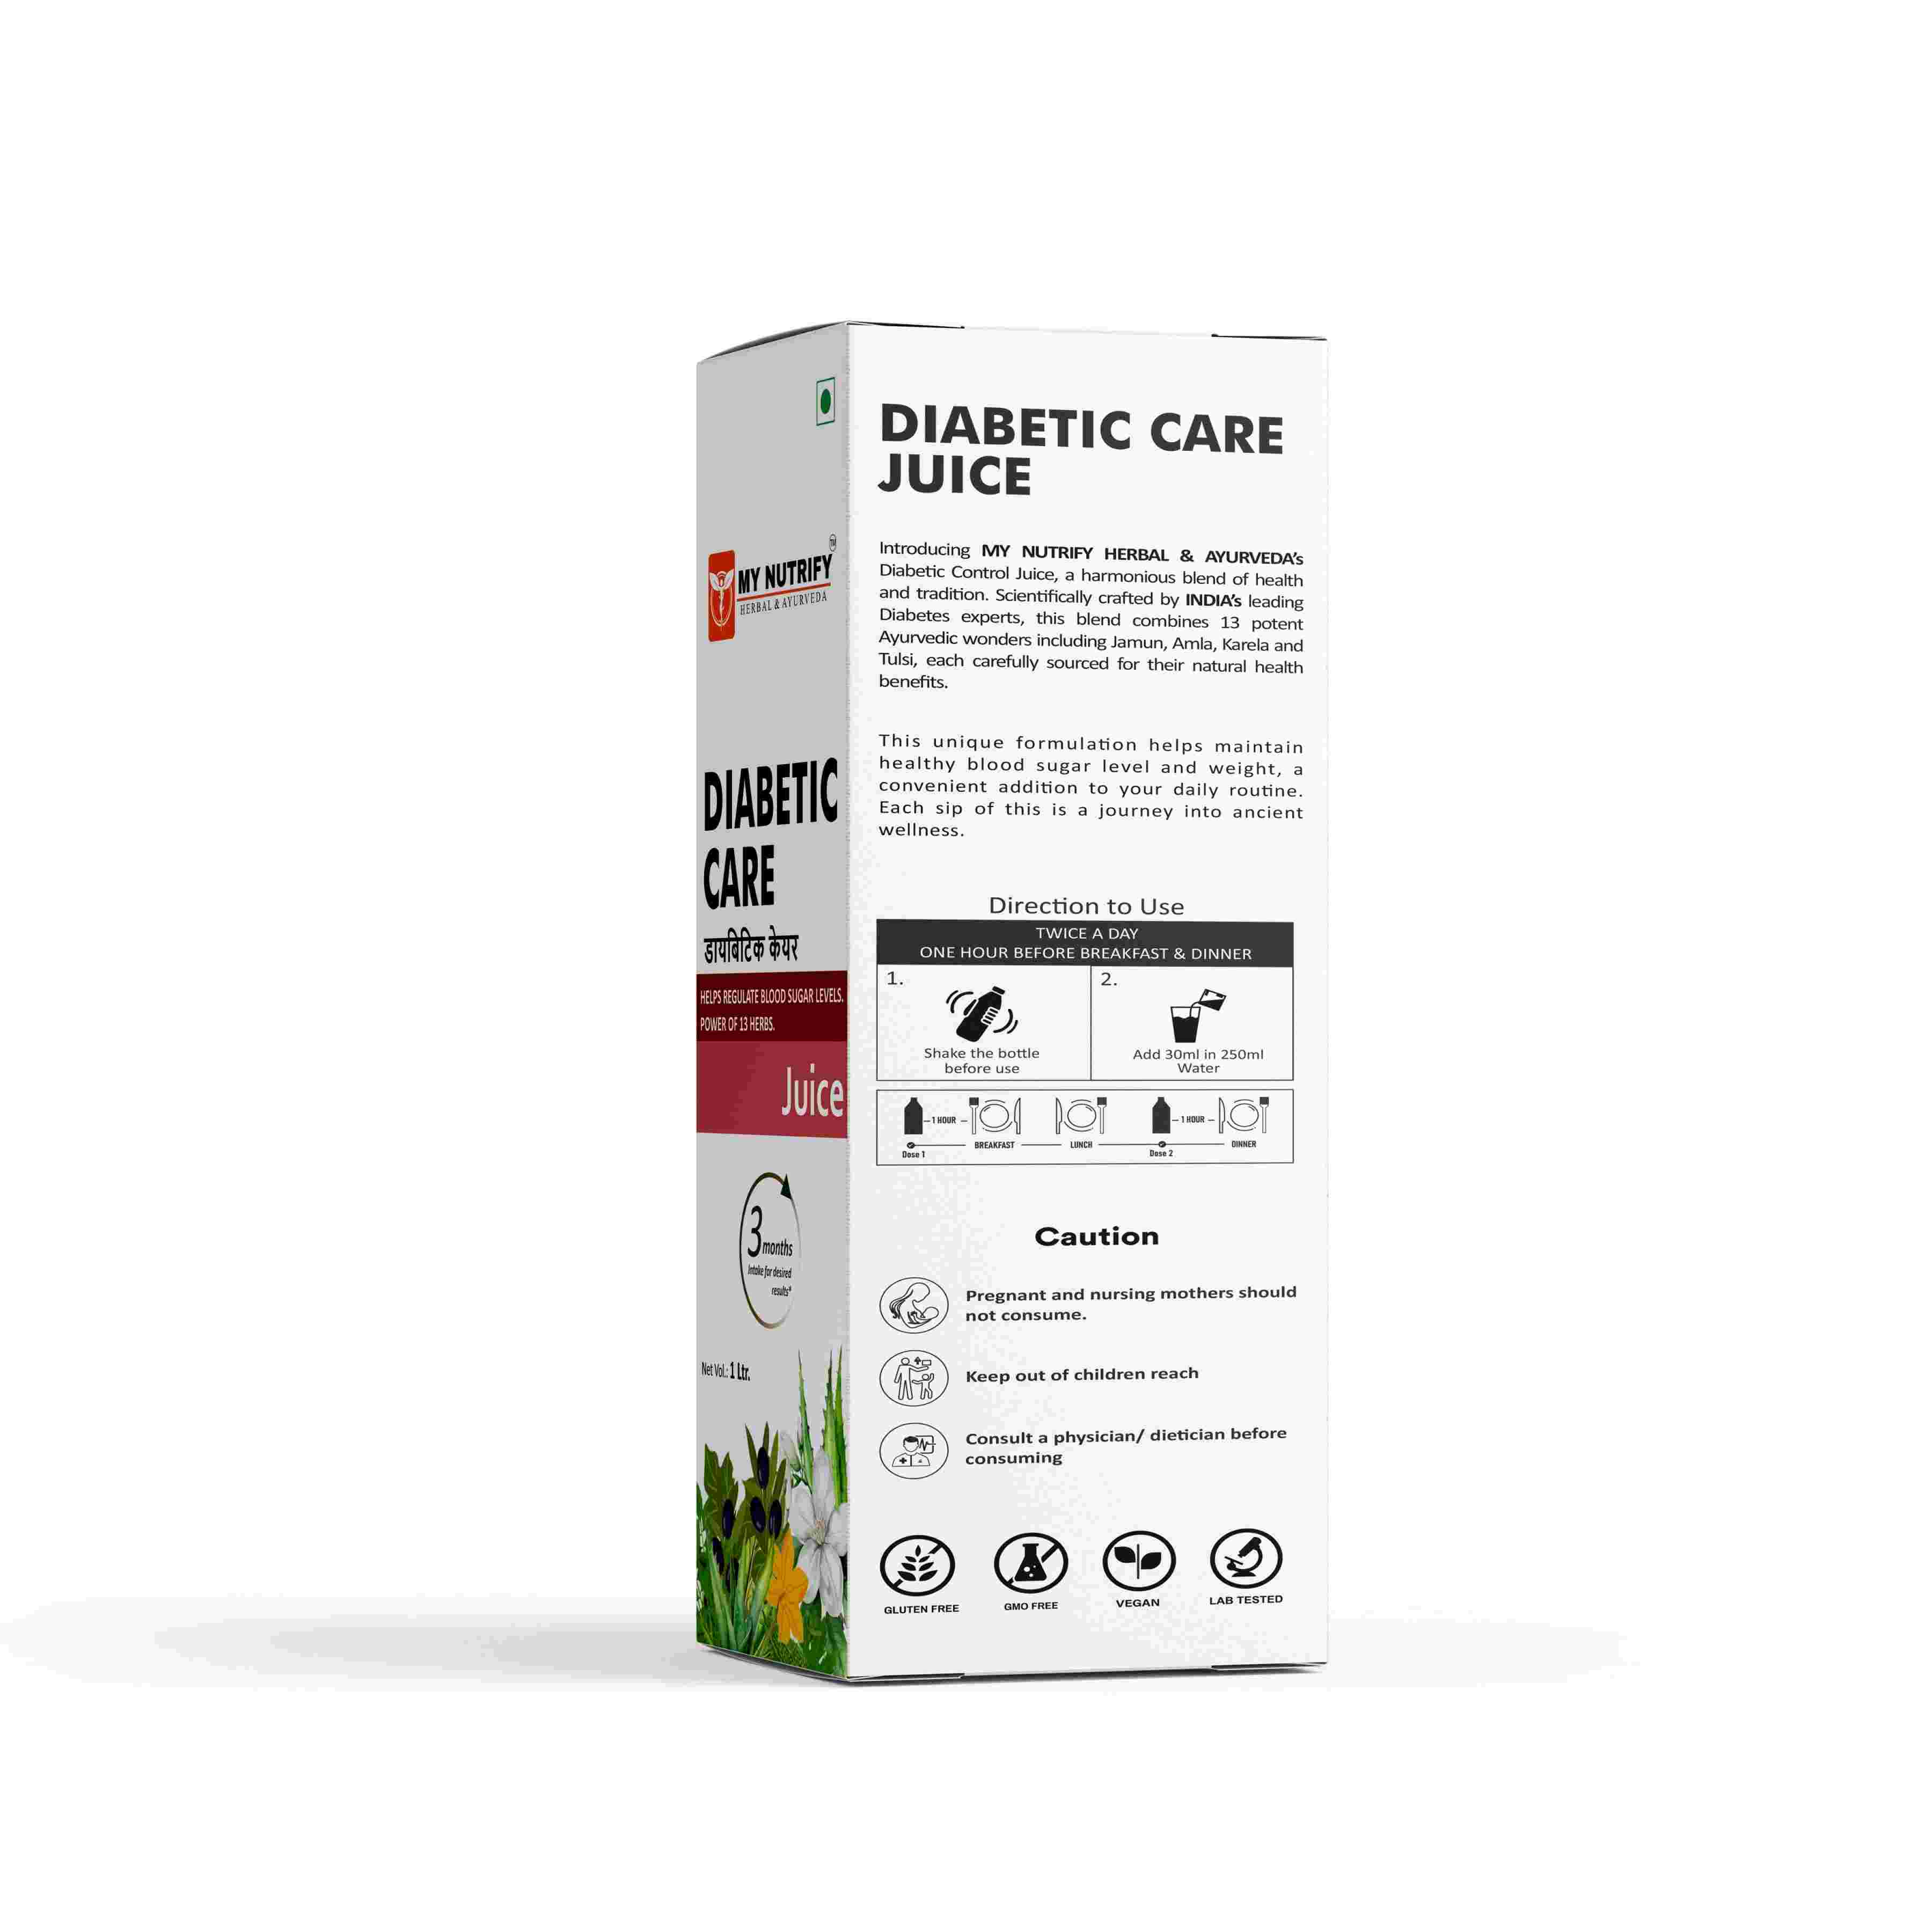 TM
MY NUTRIFY
HERBAL & AYURVEDA
DIABETIC
CARE
डायबिटिक केयर
HELPS REGULATE BLOOD SUGAR LEVELS.
POWER OF 13 HERBS.
Juice
3 months
Intake for desired
results*
Net Vol.: 1 Ltr.
DIABETIC CARE
JUICE
Introducing MY NUTRIFY HERBAL & AYURVEDA's
Diabetic Control Juice, a harmonious blend of health
and tradition. Scientifically crafted by INDIA's leading
Diabetes experts, this blend combines 13 potent
Ayurvedic wonders including Jamun, Amla, Karela and
Tulsi, each carefully sourced for their natural health
benefits.
This unique formulation helps maintain
healthy blood sugar level and weight, a
convenient addition to your daily routine.
Each sip of this is a journey into ancient
wellness.
Direction to Use
TWICE A DAY
ONE HOUR BEFORE BREAKFAST & DINNER
1.
Shake the bottle
before use
2.
Add 30ml in 250ml
Water
1 HOUR
1 HOUR
BREAKFAST
LUNCH
DINNER
Dose 1
Dose 2
Caution
Pregnant and nursing mothers should
not consume.
Keep out of children reach
Consult a physician/ dietician before
consuming
GLUTEN FREE
GMO FREE
VEGAN
LAB TESTED